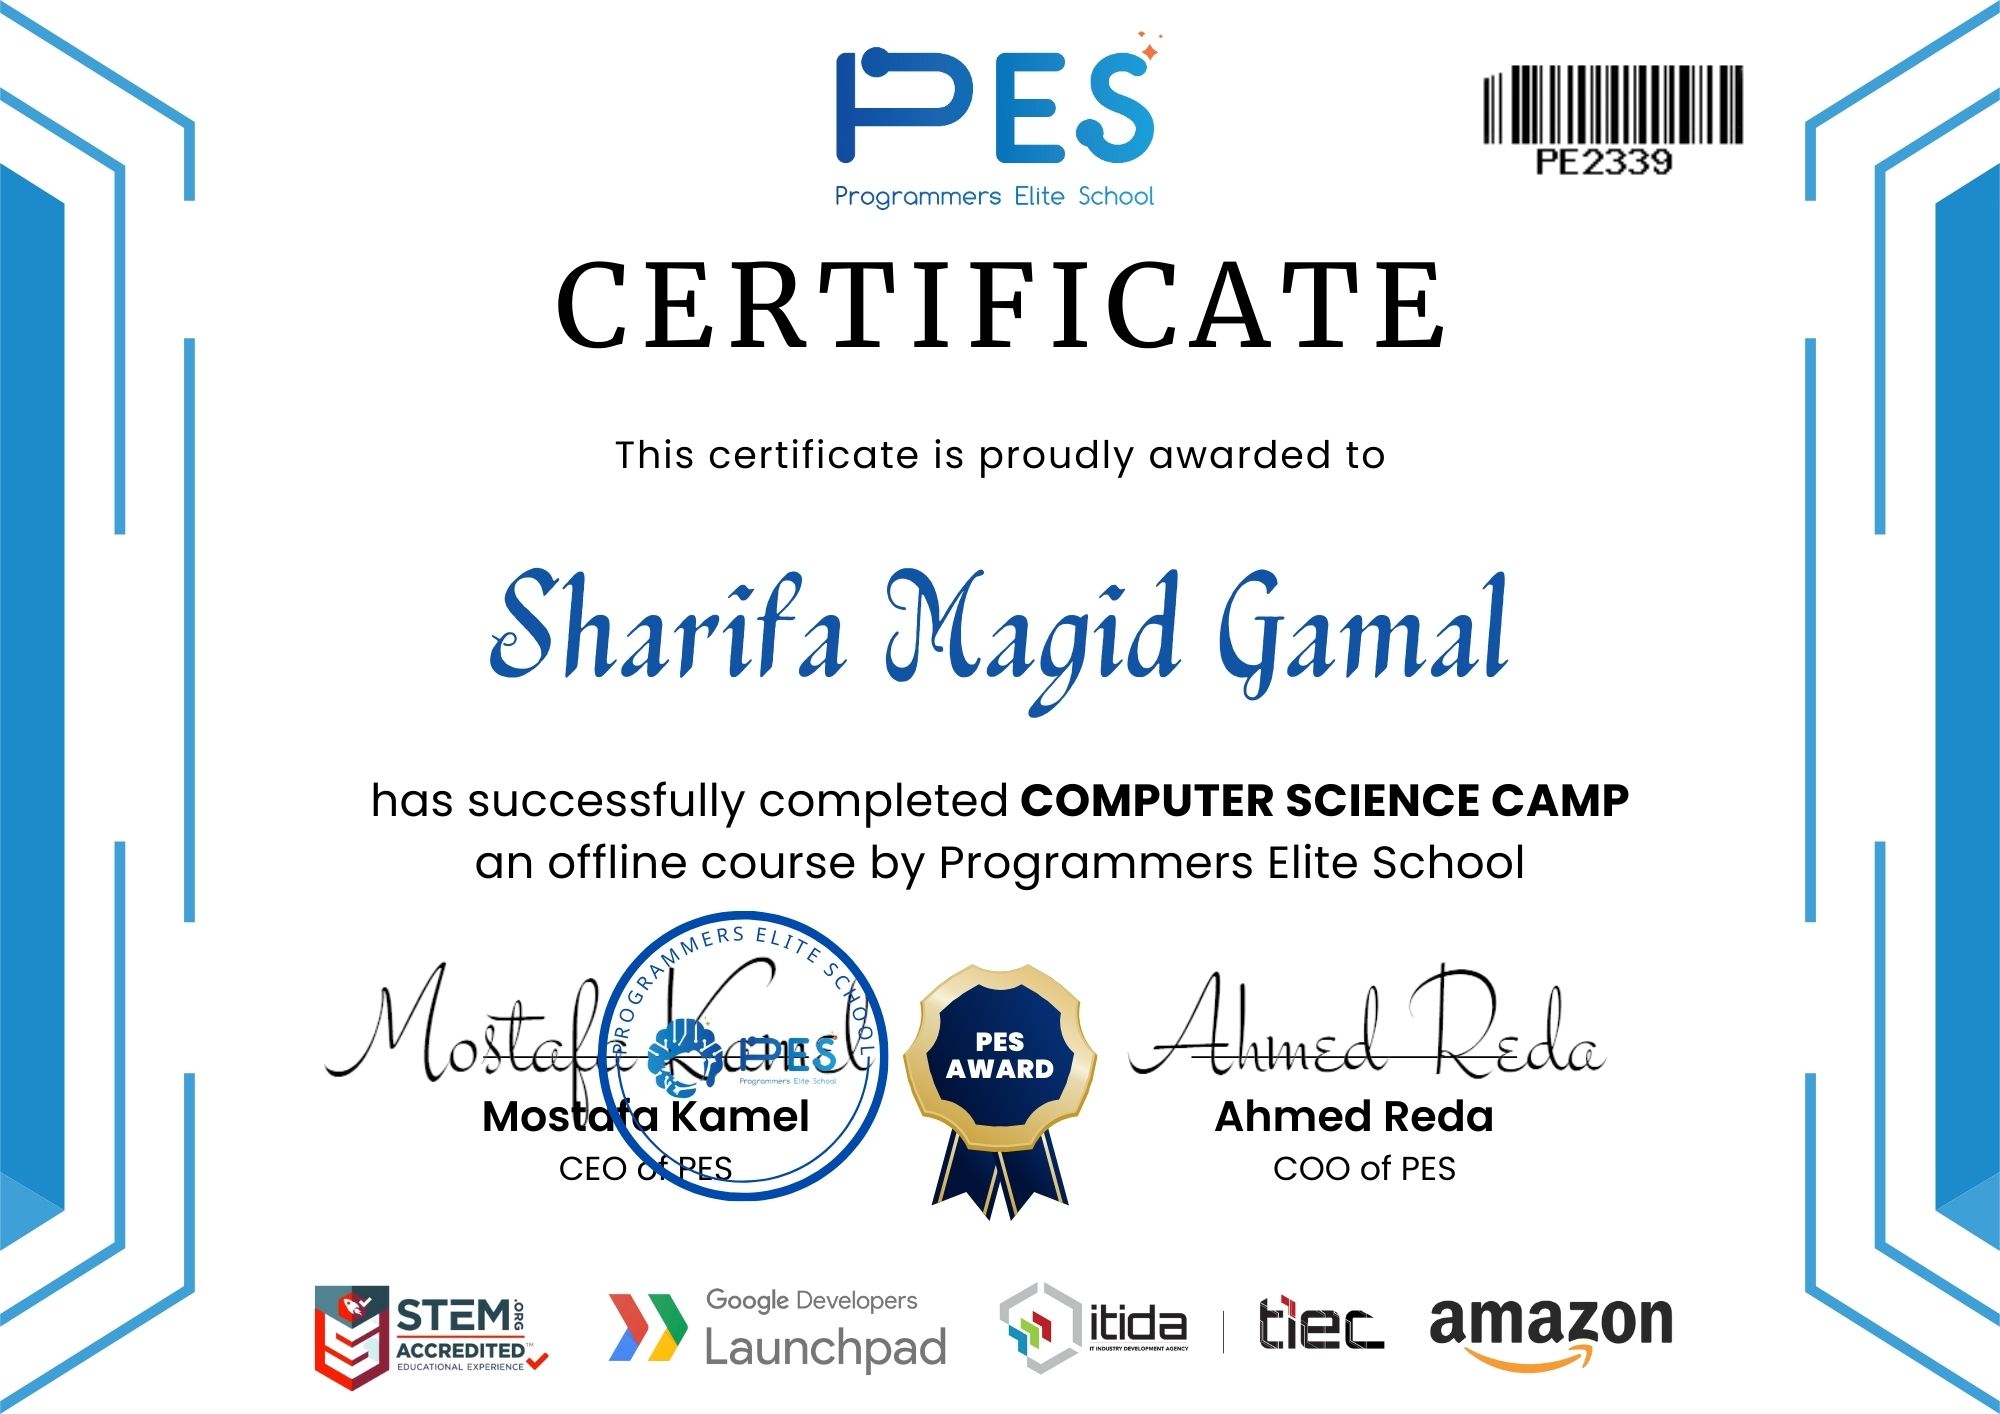 PES
Programmers Elite School
PE2339
CERTIFICATE
This certificate is proudly awarded to
Sharifa Magid Gamal
has successfully completed COMPUTER SCIENCE CAMP
an offline course by Programmers Elite School
Mostafa Kamel
PROGRAMMERS ELITE SCHOOL
PES
Programmers Elite School
Mostafa Kamel
CEO of PES
PES
AWARD
Ahmed Reda
Ahmed Reda
COO of PES
STEM.ORG
ACCREDITED™
EDUCATIONAL EXPERIENCE
Google Developers
Launchpad
itida
IT INDUSTRY DEVELOPMENT AGENCY
tiec
amazon